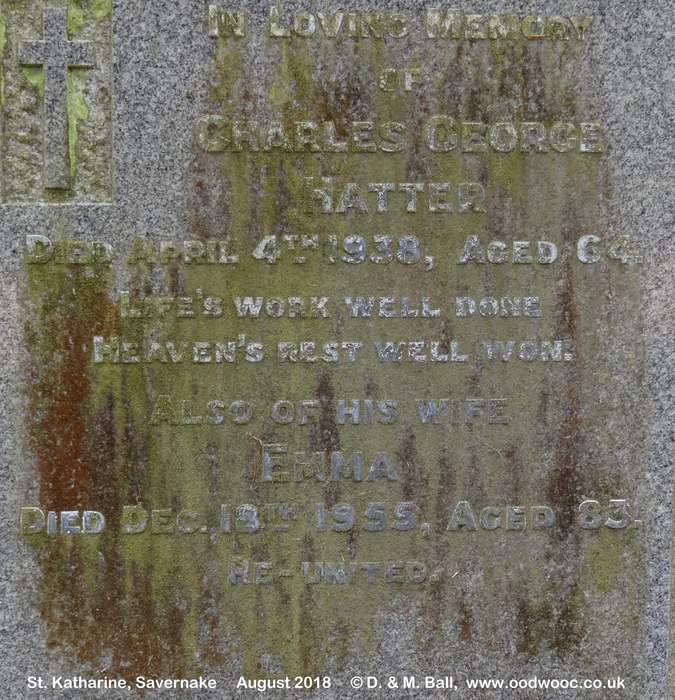 In Loving Memory
of
Charles George
Hatter
Died April 4th 1938, Aged 64.
Life's work well done
Heaven's rest well won.
Also of his wife
Emma
Died Dec. 18th 1955, Aged 83.
Re-united.
St. Katharine, Savernake August 2018 © D. & M. Ball, www.oodwooc.co.uk